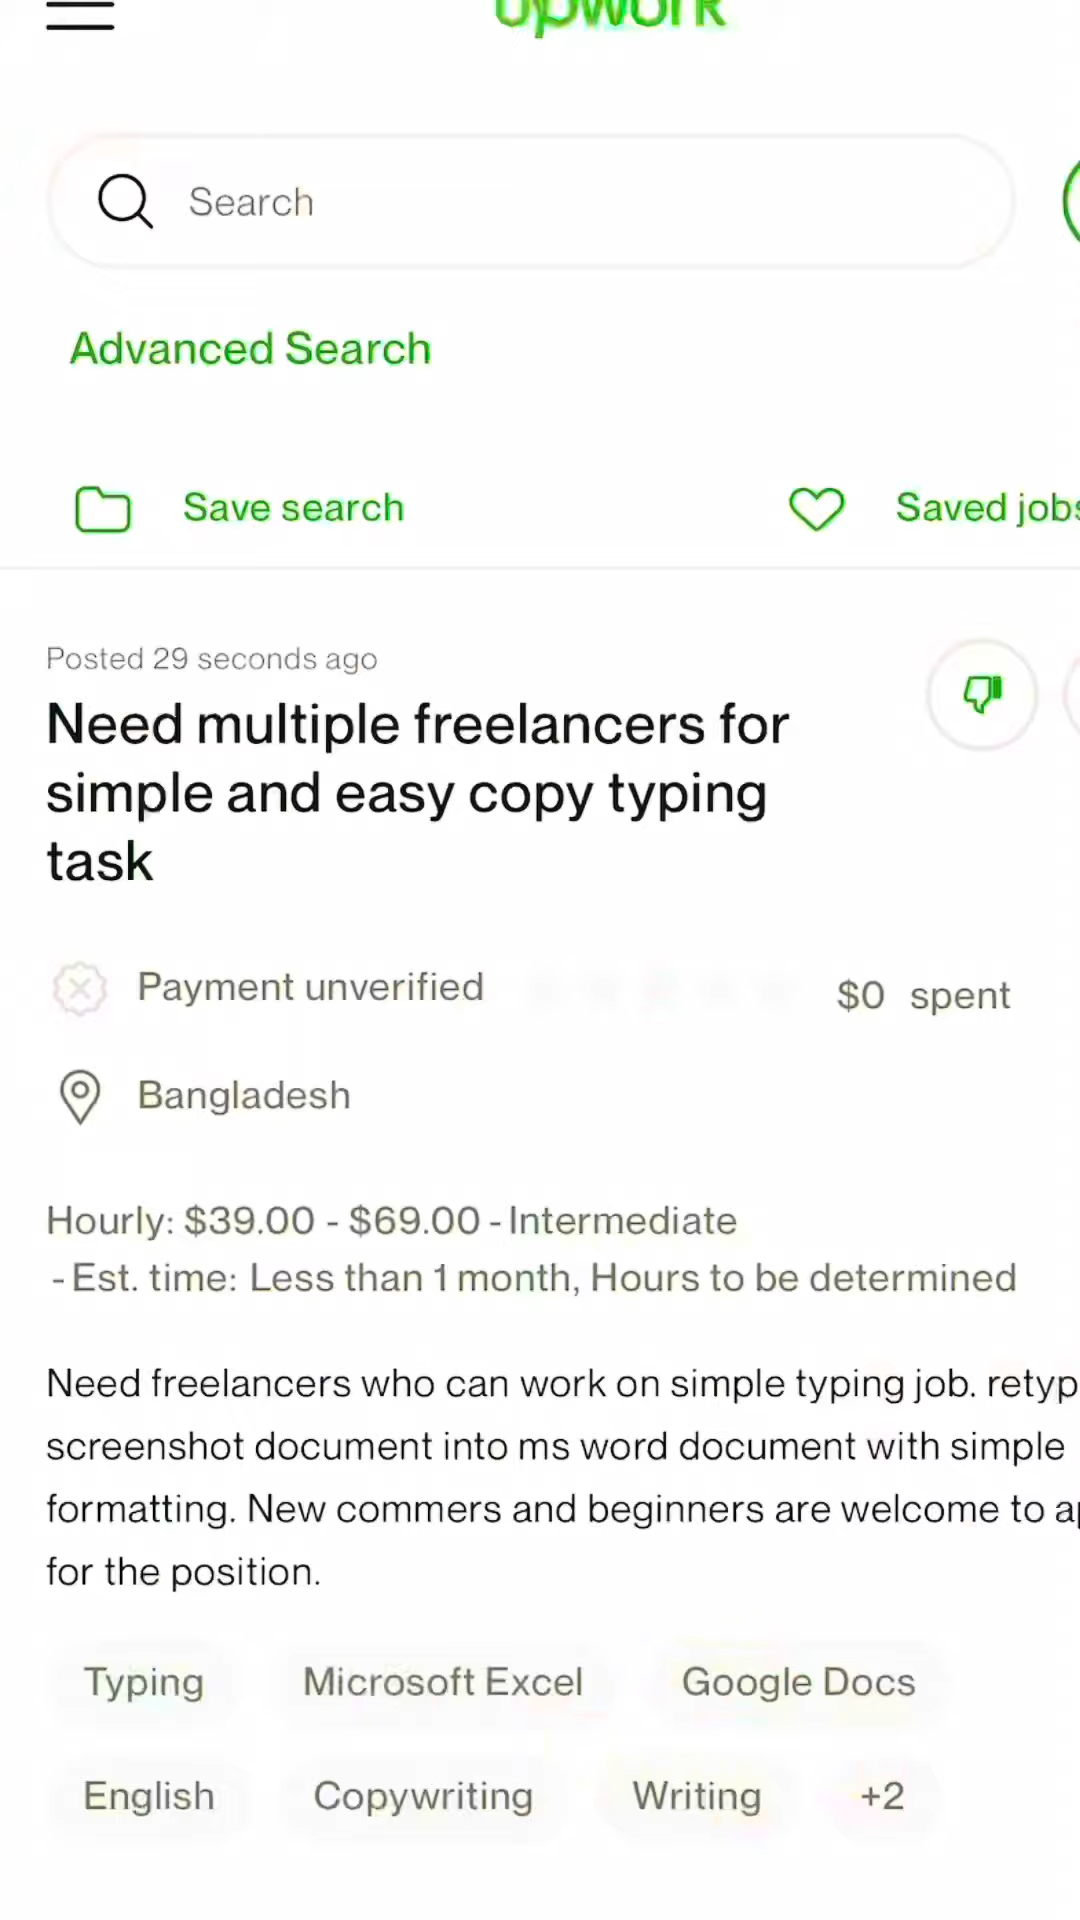 upwork
Search
Advanced Search
Save search
Saved jobs
Posted 29 seconds ago
Need multiple freelancers for
simple and easy copy typing
task
Payment unverified
$0 spent
Bangladesh
Hourly: $39.00 - $69.00 - Intermediate
- Est. time: Less than 1 month, Hours to be determined
Need freelancers who can work on simple typing job. retyp
screenshot document into ms word document with simple
formatting. New commers and beginners are welcome to ap
for the position.
Typing Microsoft Excel Google Docs
English Copywriting Writing +2